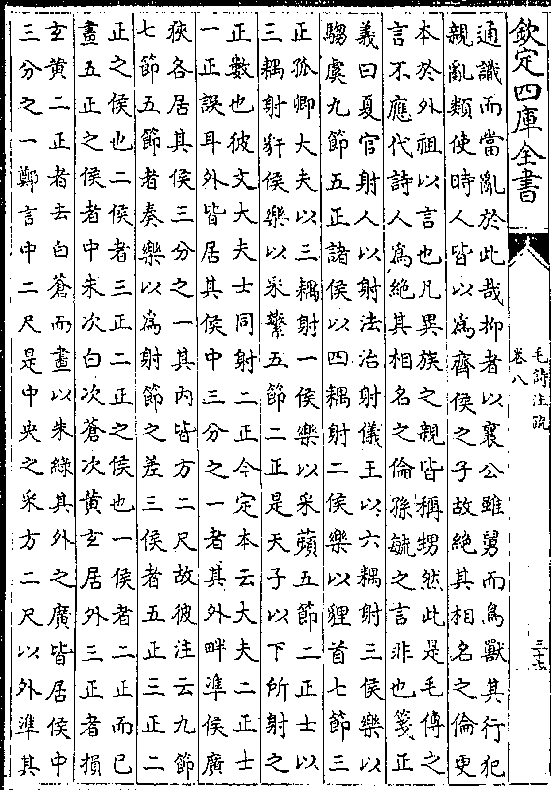 欽定四庫全書
毛詩注疏
卷八
通識而當亂於此哉抑者以襄公雖舅而鳥獸其行犯
親亂類使時人皆以為齊侯之子故絶其相名之倫更
本於外祖以言也凡異族之親皆稱甥然此是毛傳之
言不應代詩人為絶其相名之倫孫毓之言非也箋正
義曰夏官射人以射法治射儀王以六耦射三侯樂以
騶虞九節五正諸侯以四耦射二侯樂以貍首七節三
正孤卿大夫以三耦射一侯樂以采蘋五節二正士以
三耦射豻侯樂以采蘩五節二正是天子以下所射之
正數也彼文大夫士同射二正今定本云大夫二正士
一正誤耳外皆居其侯中三分之一者其外畔準侯廣
狹各居其侯三分之一其内皆方二尺故彼注云九節
七節五節者奏樂以為射節之差三侯者五正三正二
正之侯也二侯者三正二正之侯也一侯者二正而已
畫五正之侯者中朱次白次蒼次黄玄居外三正者損
玄黄二正者去白蒼而畫以朱緑其外之廣皆居侯中
三分之一鄭言中二尺是中央之采方二尺以外準其